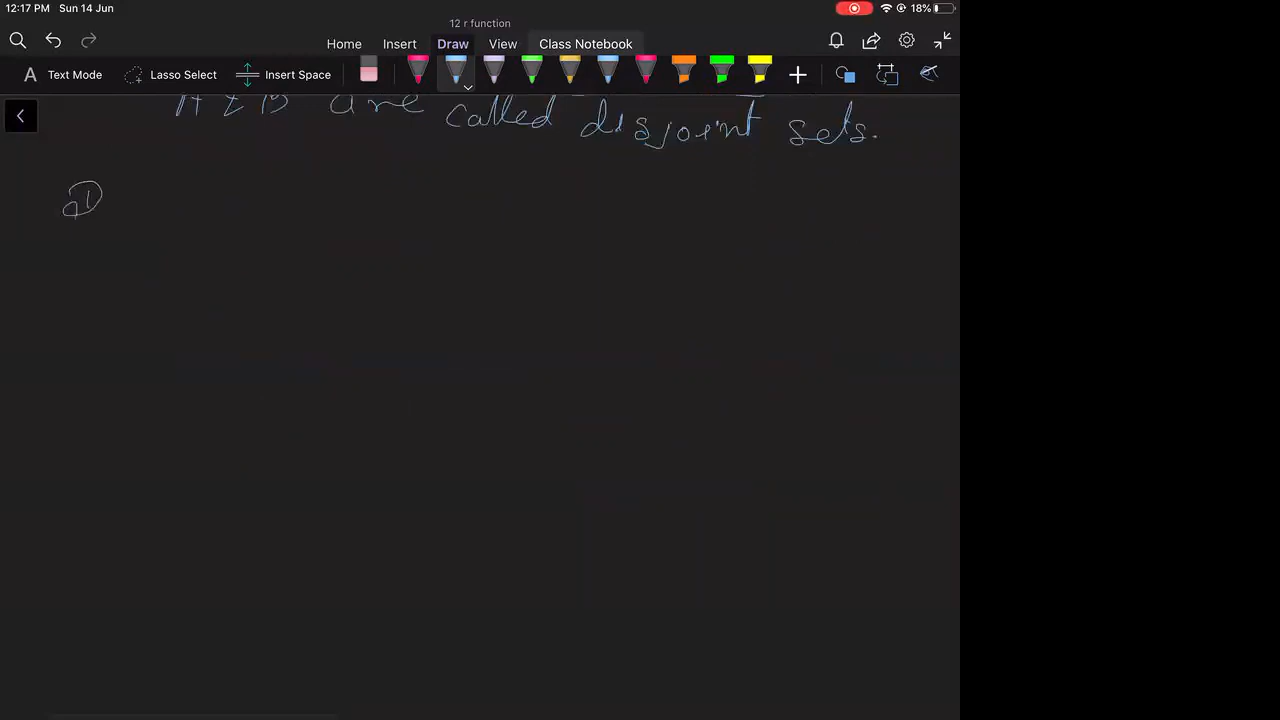 12:17 PM Sun 14 Jun
18%
12 r function
Home Insert Draw View Class Notebook
A Text Mode Lasso Select Insert Space
A & B are called disjoint sets.